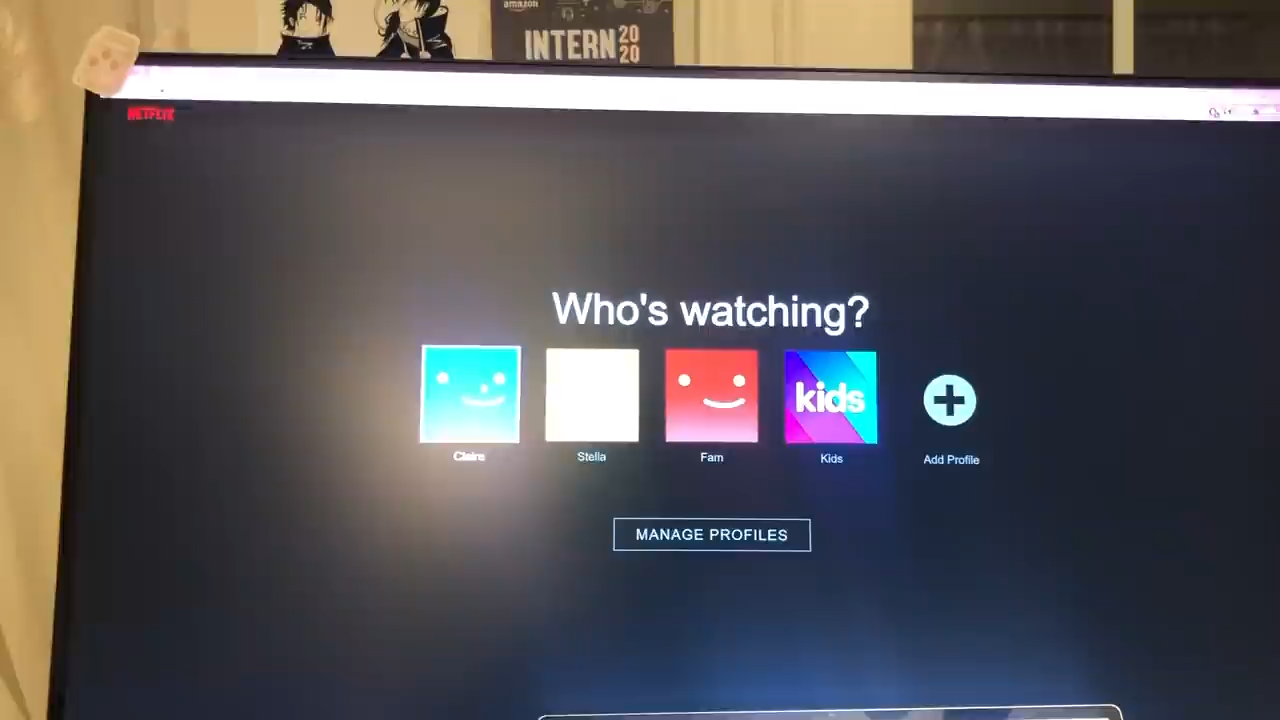 amazon
INTERN 20
20
NETFLIX
Who's watching?
kids
Claire
Stella
Fam
Kids
Add Profile
MANAGE PROFILES